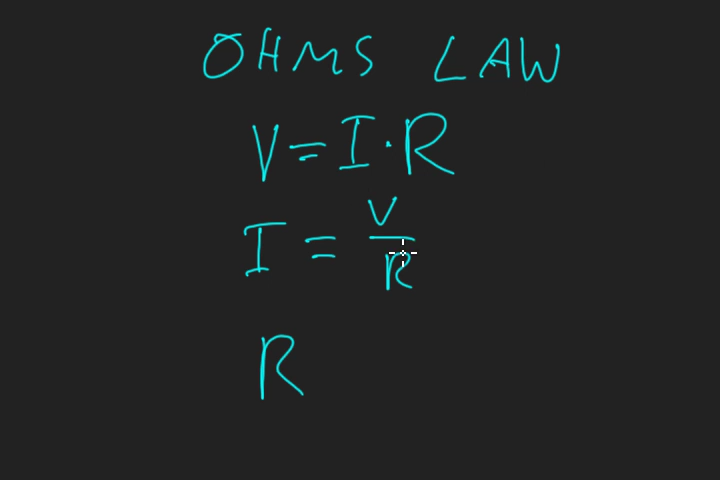 OHMS LAW
V = I · R
I = V/R
R